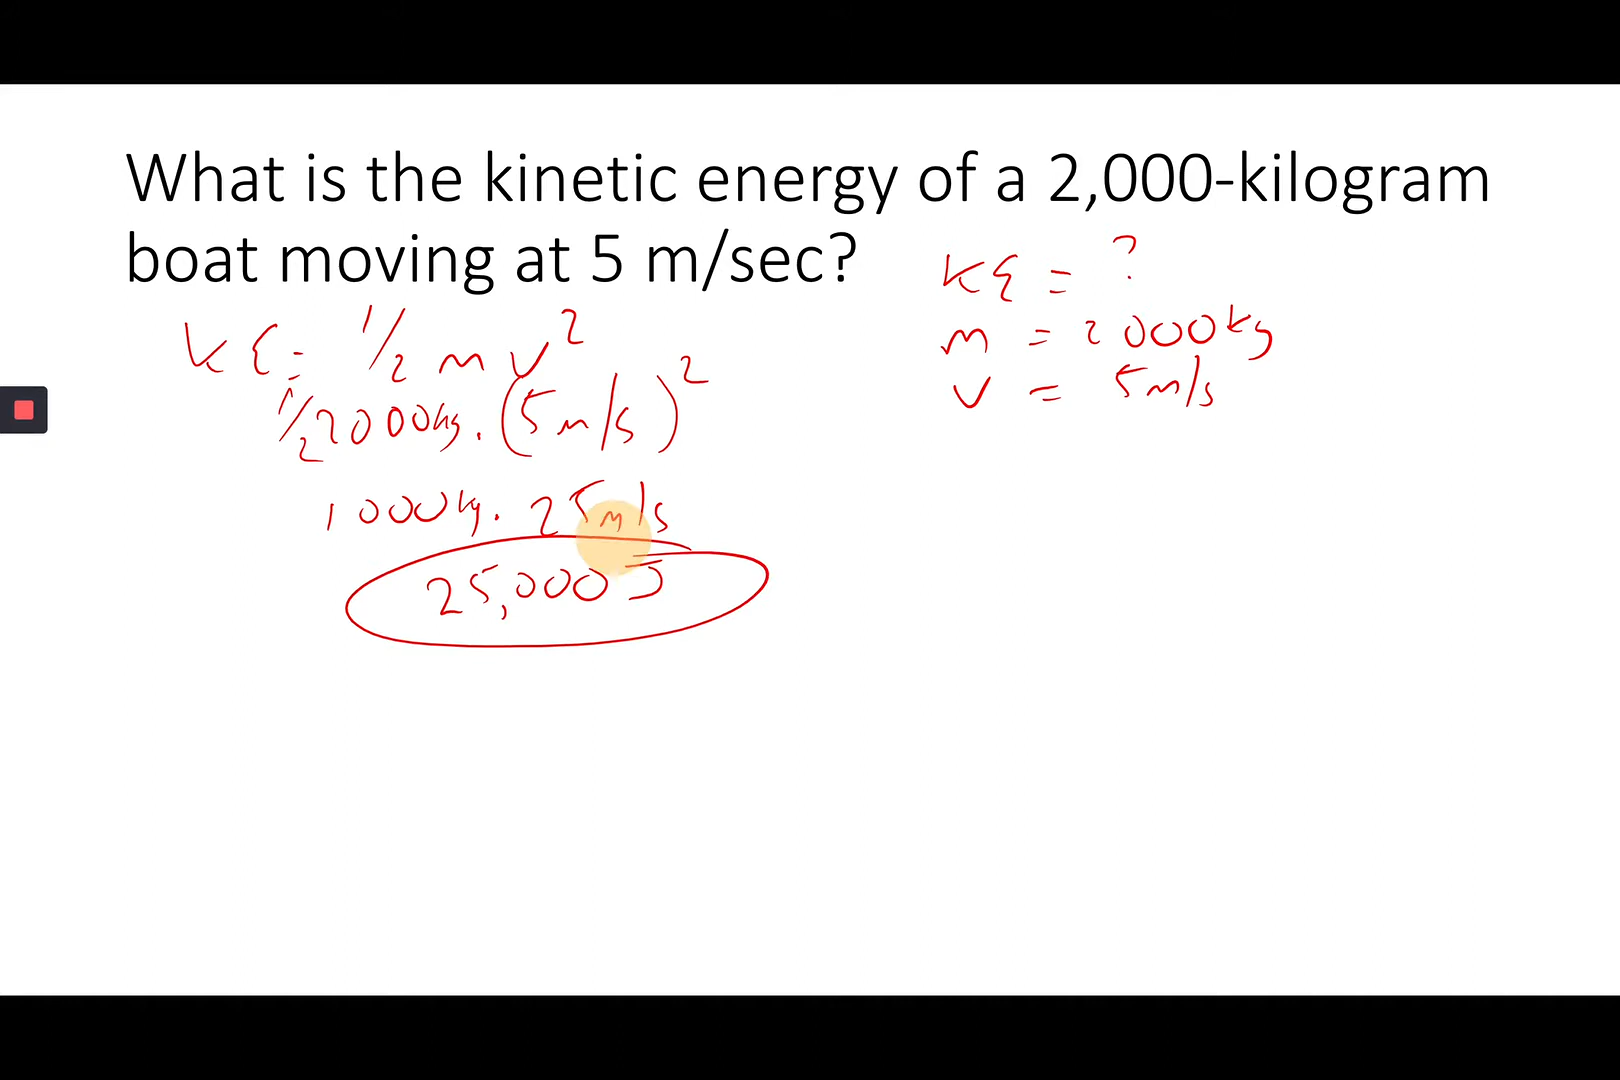 What is the kinetic energy of a 2,000-kilogram
boat moving at 5 m/sec?
KE = ?
m = 2000kg
v = 5m/s
KE = 1/2 m v²
1/2 2000kg · (5m/s)²
1000kg · 25m/s
25,000 J